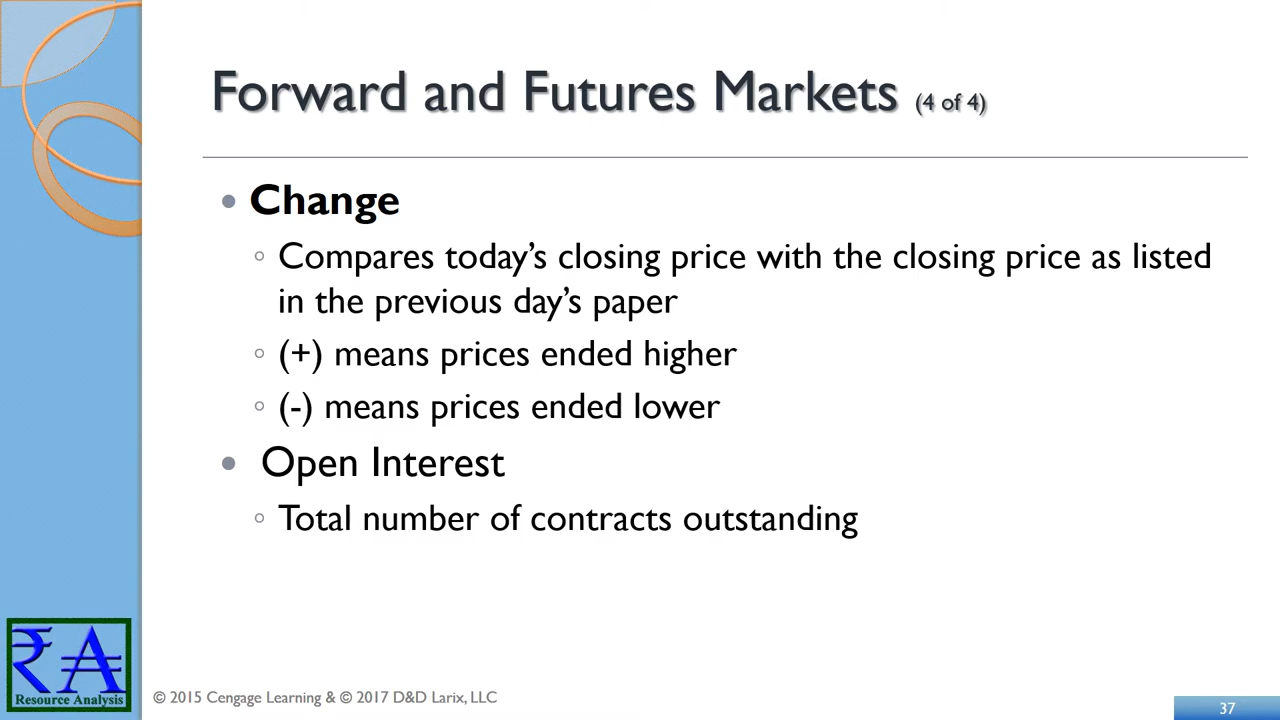 Forward and Futures Markets (4 of 4)
• Change
◦ Compares today’s closing price with the closing price as listed
in the previous day’s paper
◦ (+) means prices ended higher
◦ (-) means prices ended lower
• Open Interest
◦ Total number of contracts outstanding
₹A
Resource Analysis
© 2015 Cengage Learning & © 2017 D&D Larix, LLC
37